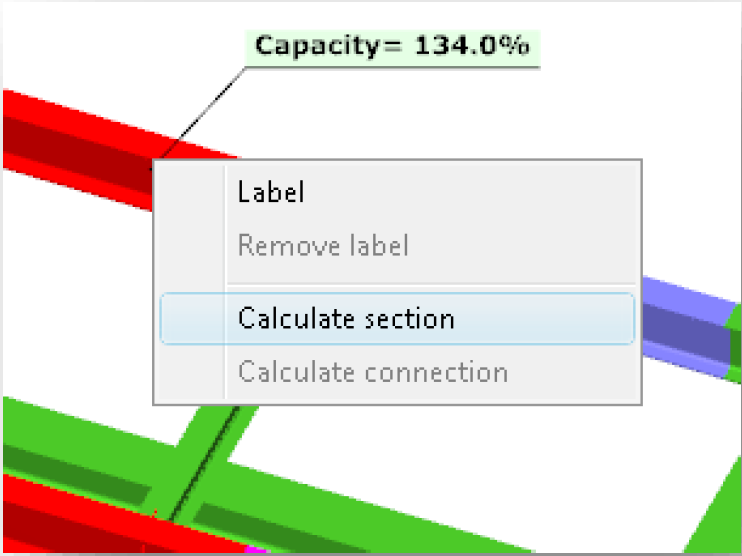 Capacity= 134.0%
Label
Remove label
Calculate section
Calculate connection